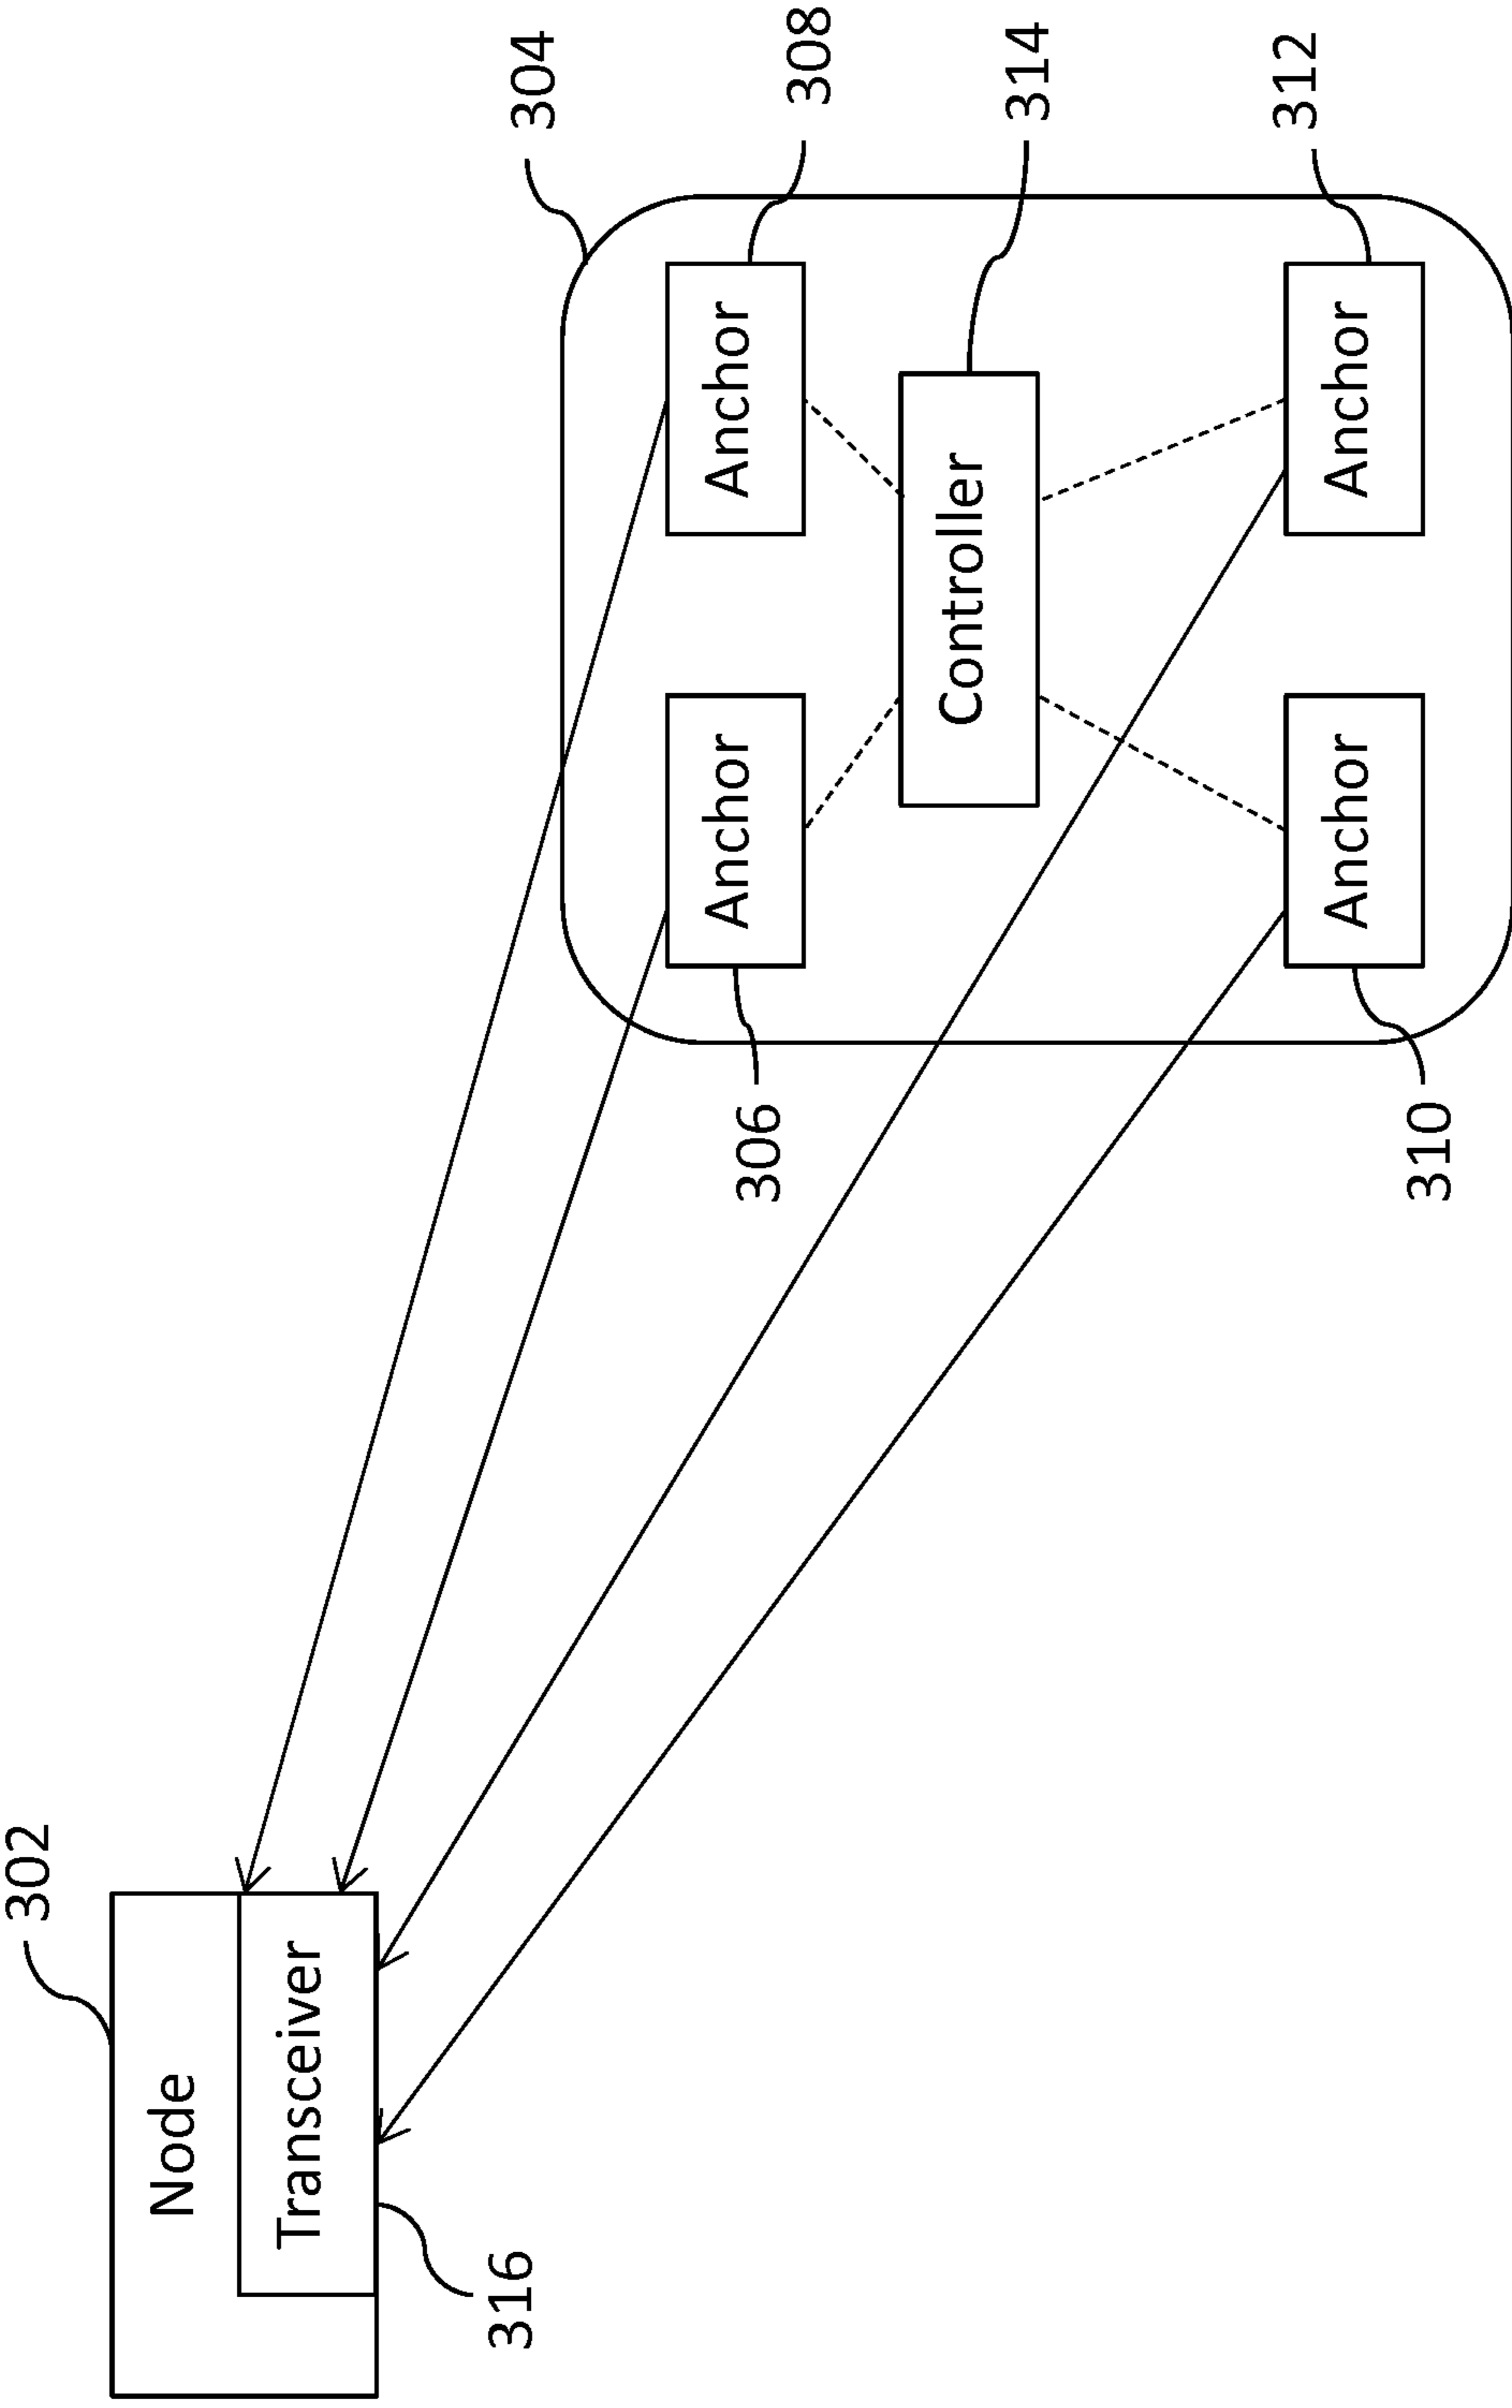 302
Node
Transceiver
316
304
308
Anchor
Anchor
306
314
Controller
312
Anchor
Anchor
310